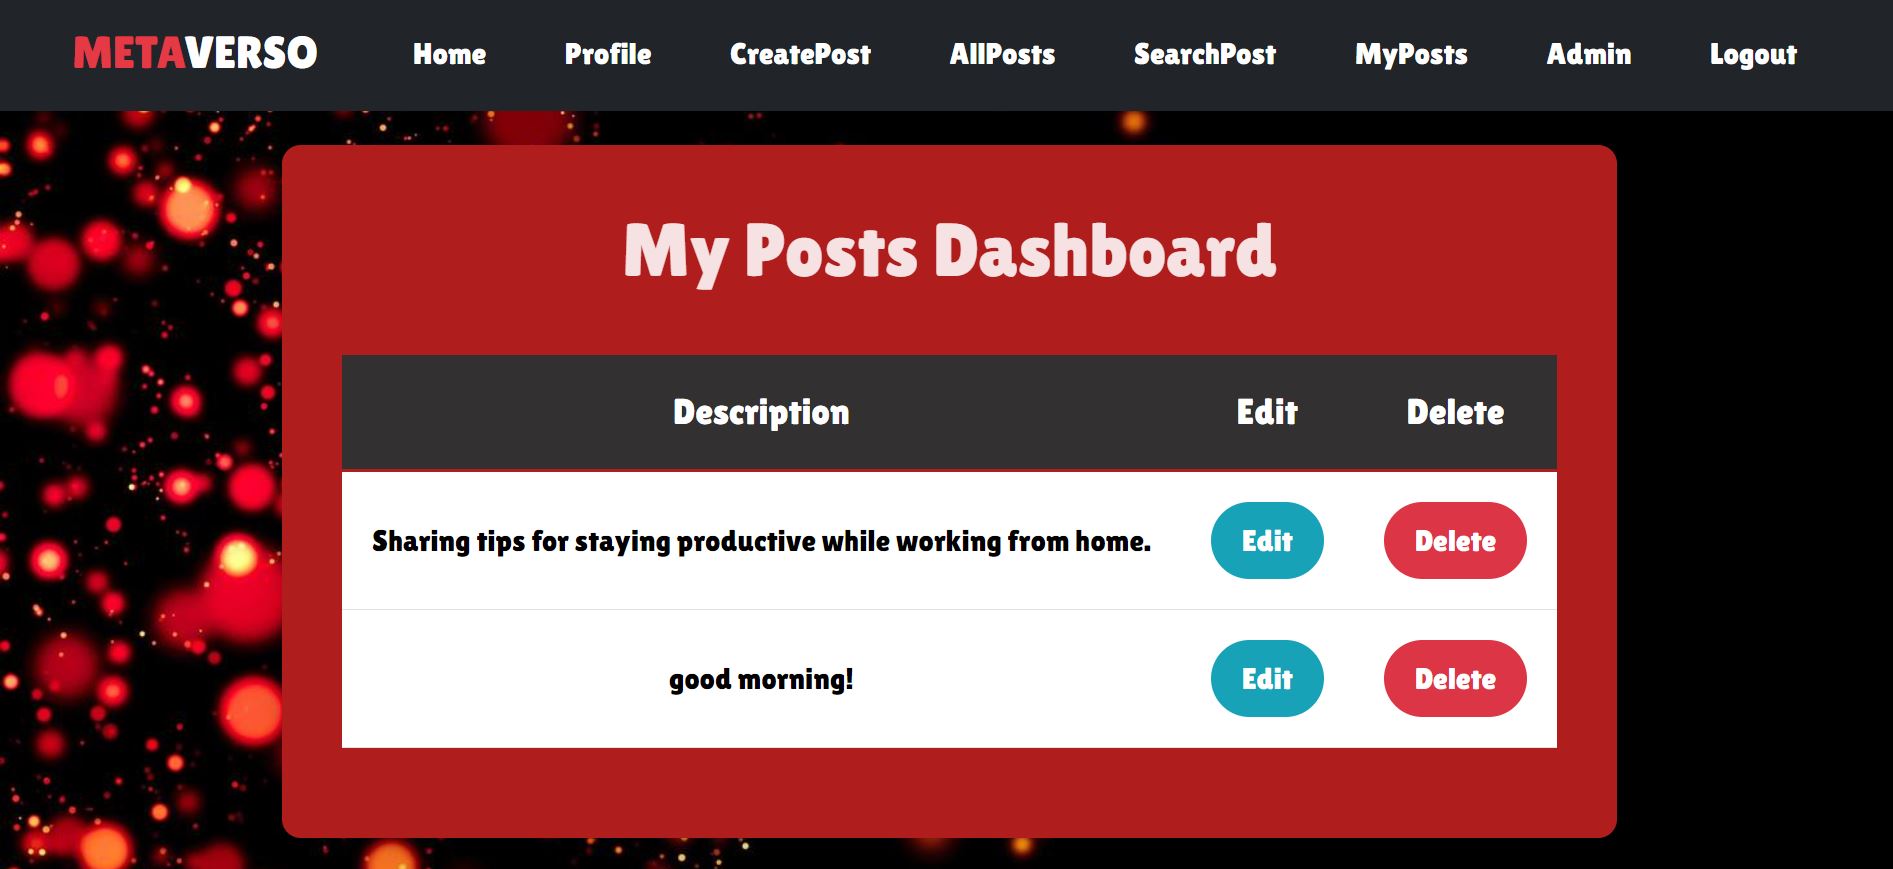 METAVERSO Home Profile CreatePost AllPosts SearchPost MyPosts Admin Logout
My Posts Dashboard
Description Edit Delete
Sharing tips for staying productive while working from home. Edit Delete
good morning! Edit Delete